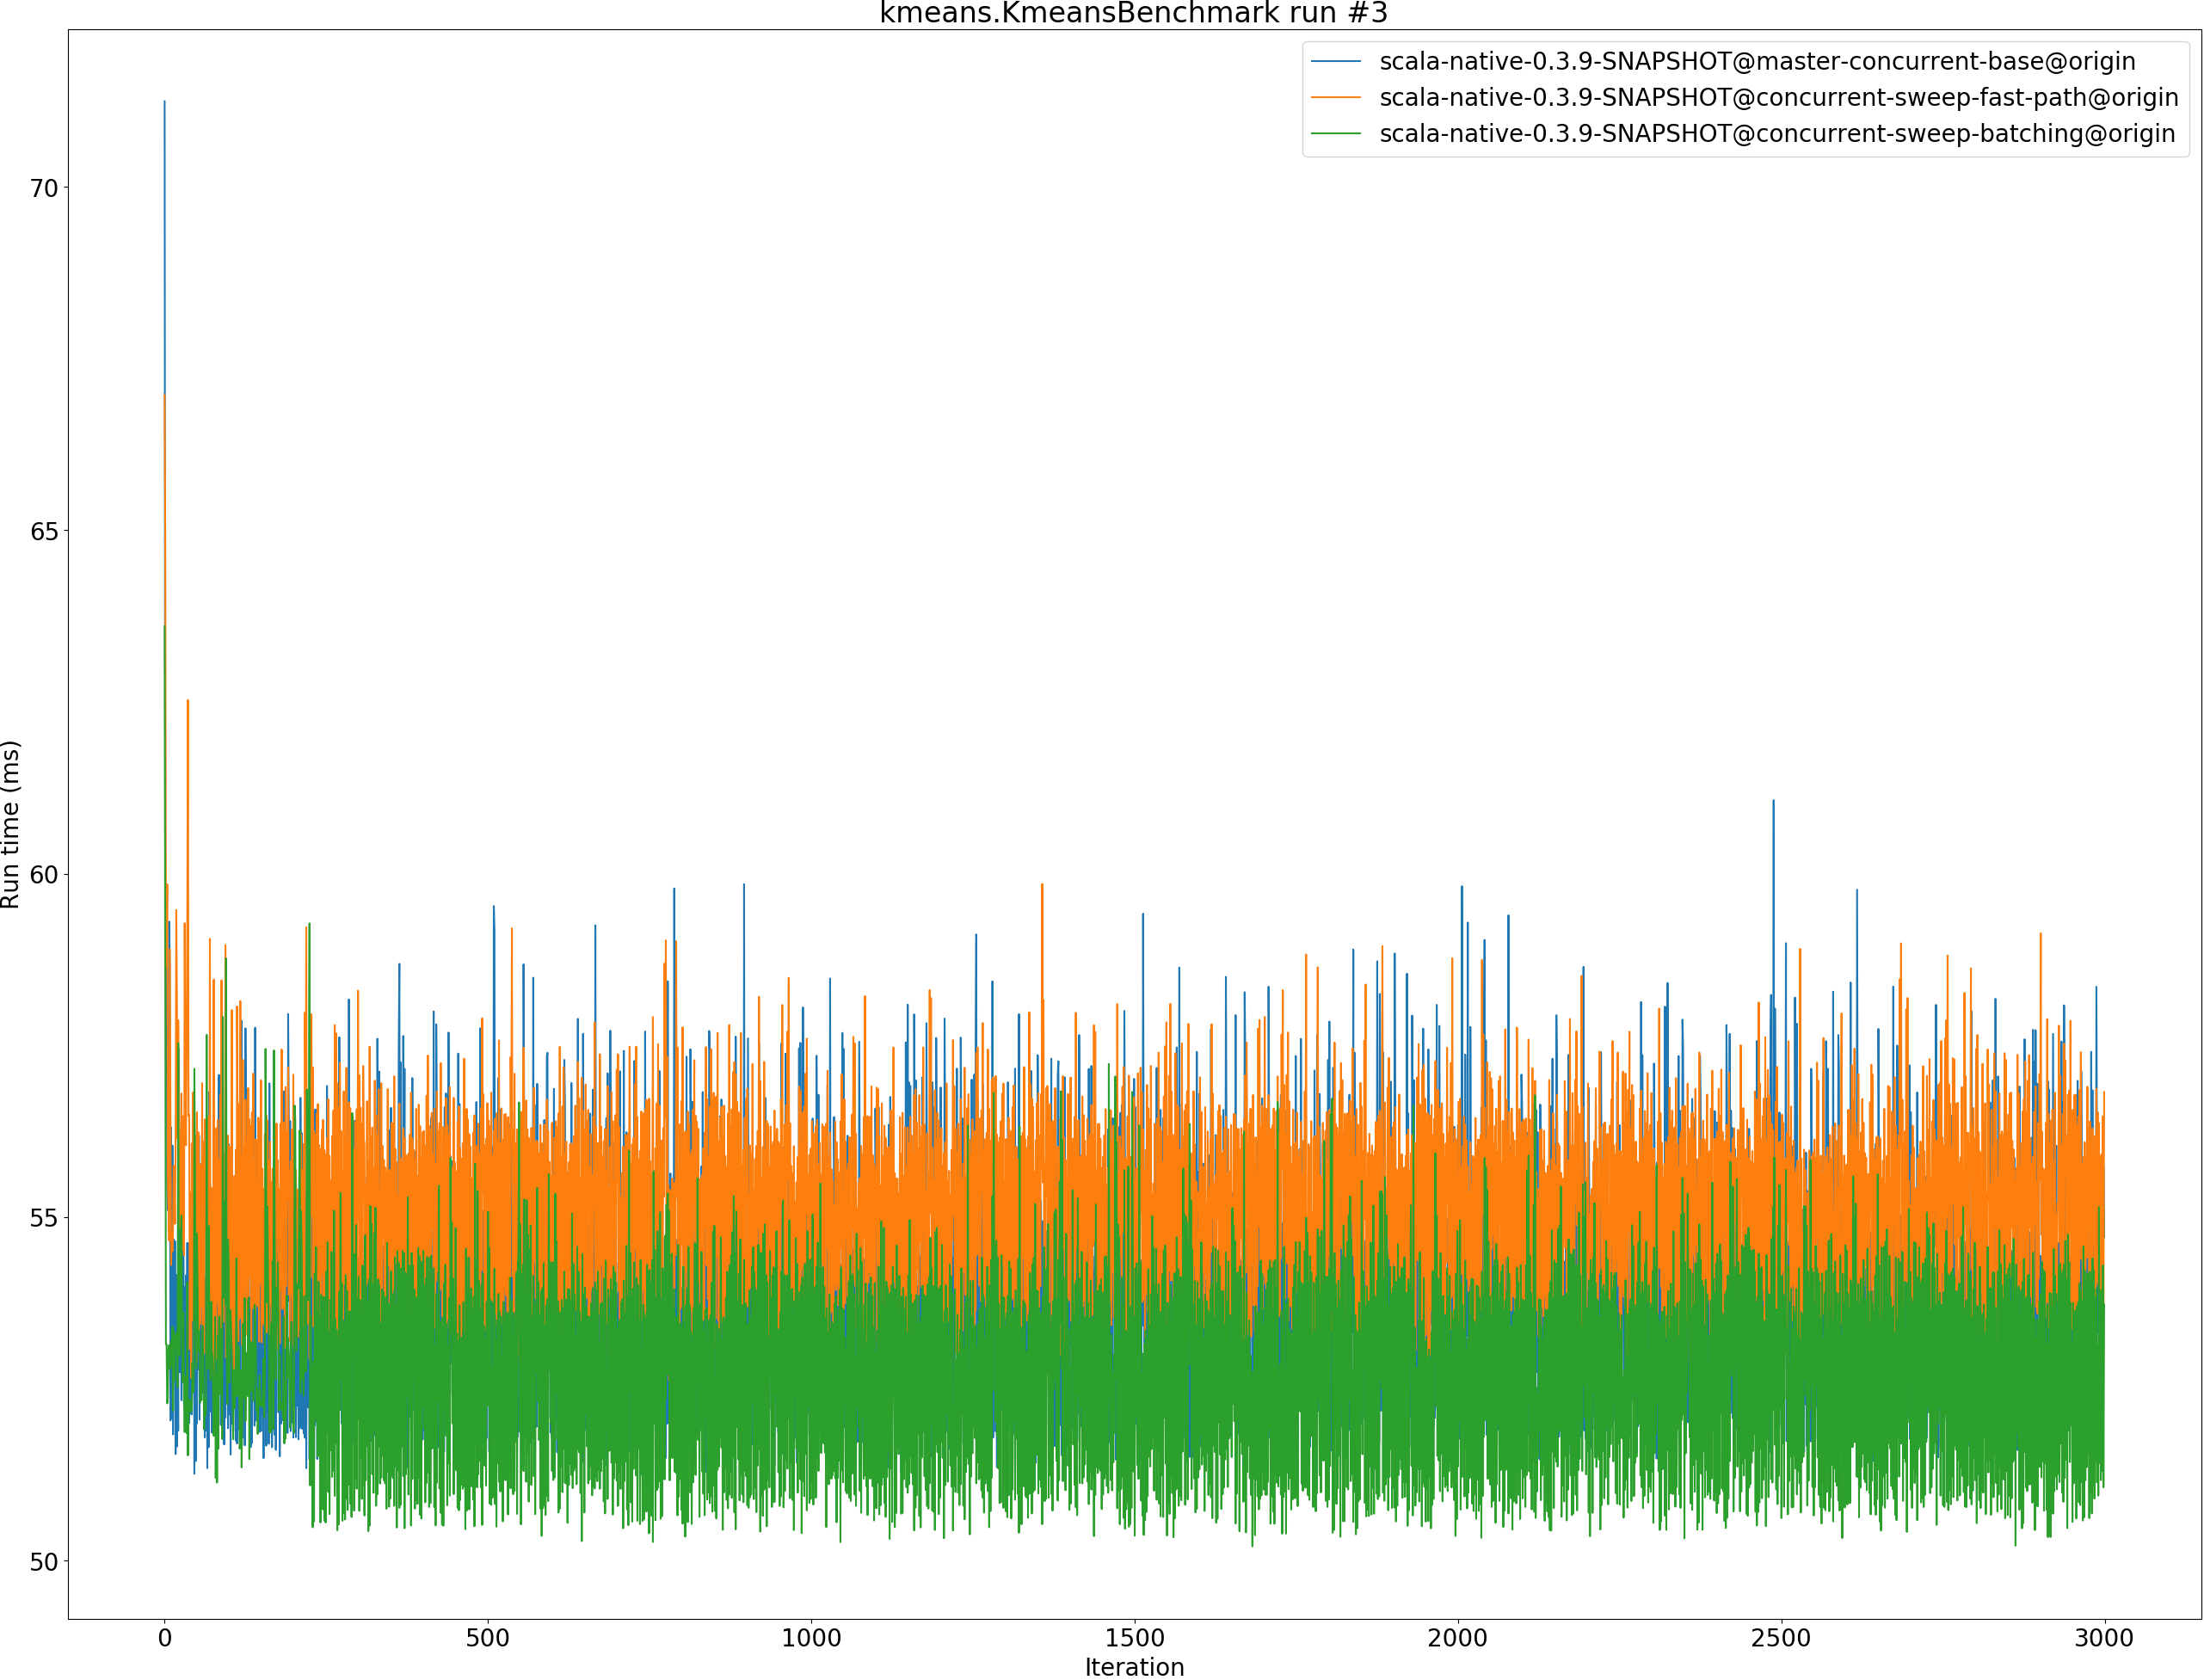 kmeans.KmeansBenchmark run #3
scala-native-0.3.9-SNAPSHOT@master-concurrent-base@origin
scala-native-0.3.9-SNAPSHOT@concurrent-sweep-fast-path@origin
scala-native-0.3.9-SNAPSHOT@concurrent-sweep-batching@origin
70
65
60
55
50
Run time (ms)
0 500 1000 1500 2000 2500 3000
Iteration